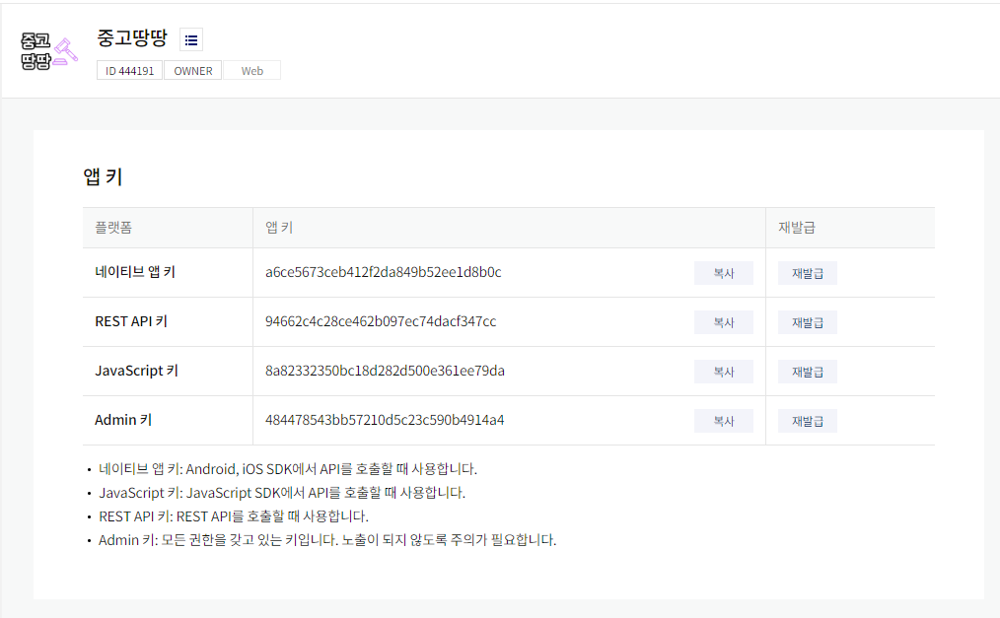 중고
땅땅
중고땅땅
ID 444191 OWNER Web
앱 키
플랫폼 앱 키 재발급
네이티브 앱 키 a6ce5673ceb412f2da849b52ee1d8b0c 복사 재발급
REST API 키 94662c4c28ce462b097ec74dacf347cc 복사 재발급
JavaScript 키 8a82332350bc18d282d500e361ee79da 복사 재발급
Admin 키 484478543bb57210d5c23c590b4914a4 복사 재발급
• 네이티브 앱 키: Android, iOS SDK에서 API를 호출할 때 사용합니다.
• JavaScript 키: JavaScript SDK에서 API를 호출할 때 사용합니다.
• REST API 키: REST API를 호출할 때 사용합니다.
• Admin 키: 모든 권한을 갖고 있는 키입니다. 노출이 되지 않도록 주의가 필요합니다.